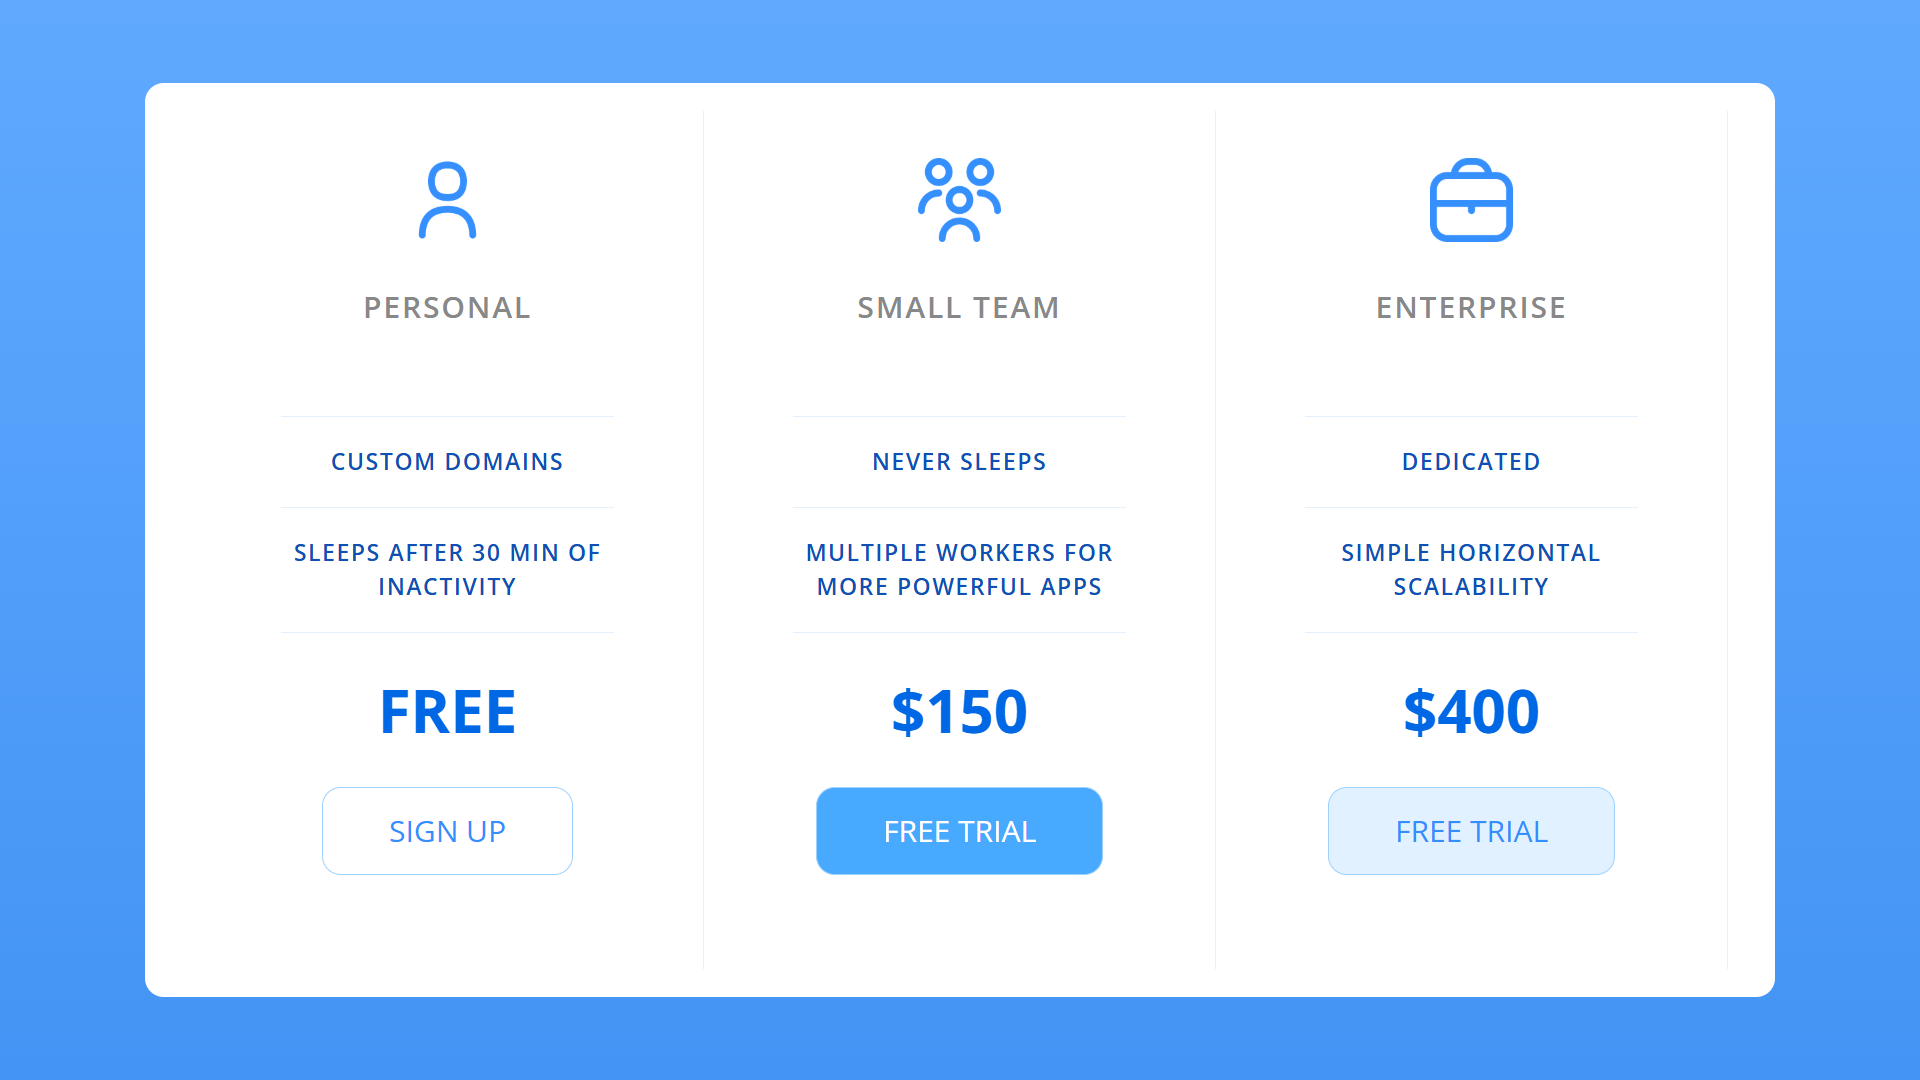 PERSONAL
CUSTOM DOMAINS
SLEEPS AFTER 30 MIN OF
INACTIVITY
FREE
SIGN UP
SMALL TEAM
NEVER SLEEPS
MULTIPLE WORKERS FOR
MORE POWERFUL APPS
$150
FREE TRIAL
ENTERPRISE
DEDICATED
SIMPLE HORIZONTAL
SCALABILITY
$400
FREE TRIAL